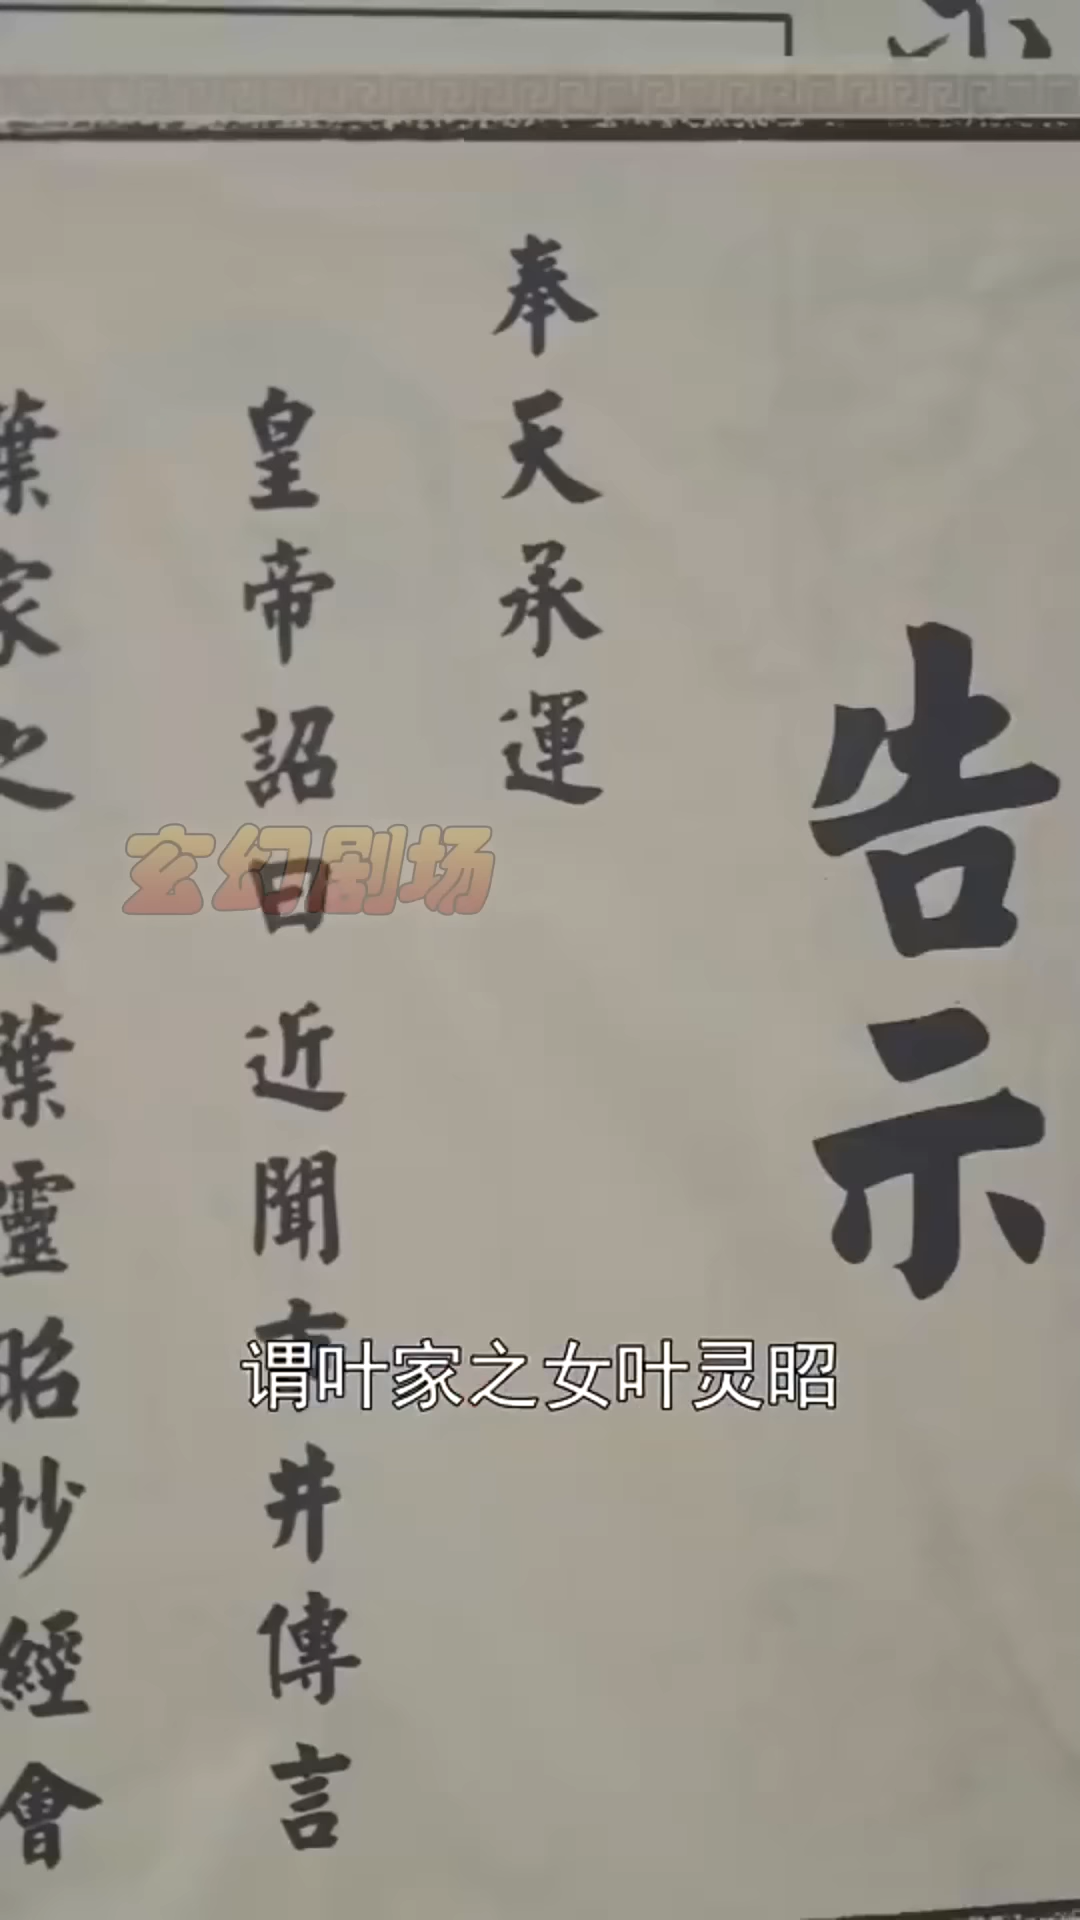 告示
奉天承運
皇帝詔曰近聞市井傳言
葉家之女葉靈昭抄經會
玄幻剧场
谓叶家之女叶灵昭